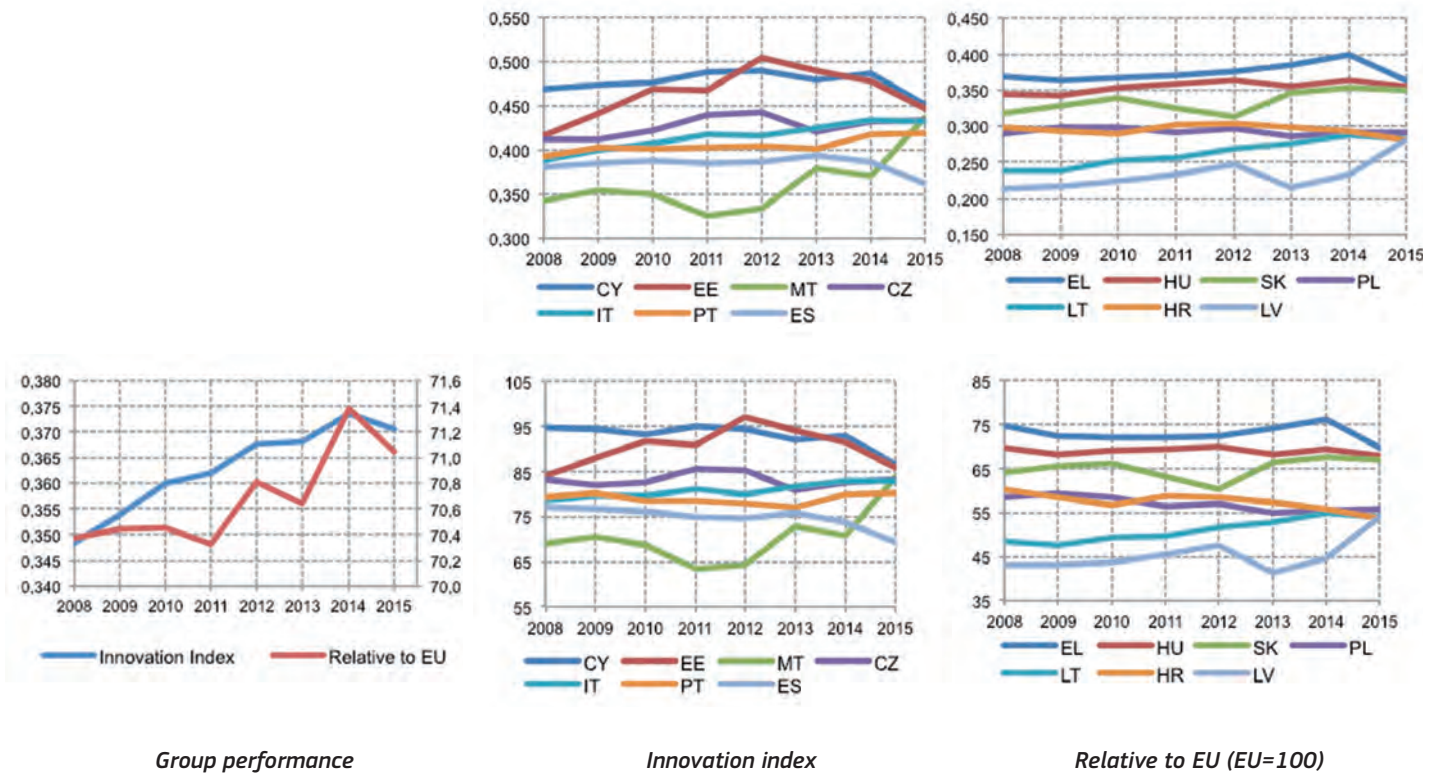 0,550
0,500
0,450
0,400
0,350
0,300
2008 2009 2010 2011 2012 2013 2014 2015
CY EE MT CZ
IT PT ES
0,450
0,400
0,350
0,300
0,250
0,200
0,150
2008 2009 2010 2011 2012 2013 2014 2015
EL HU SK PL
LT HR LV
0,380 71,6
0,375 71,4
0,370 71,2
0,365 71,0
0,360 70,8
0,355 70,6
0,350 70,4
0,345 70,2
0,340 70,0
2008 2009 2010 2011 2012 2013 2014 2015
Innovation Index Relative to EU
105
95
85
75
65
55
2008 2009 2010 2011 2012 2013 2014 2015
CY EE MT CZ
IT PT ES
85
75
65
55
45
35
2008 2009 2010 2011 2012 2013 2014 2015
EL HU SK PL
LT HR LV
Group performance Innovation index Relative to EU (EU=100)